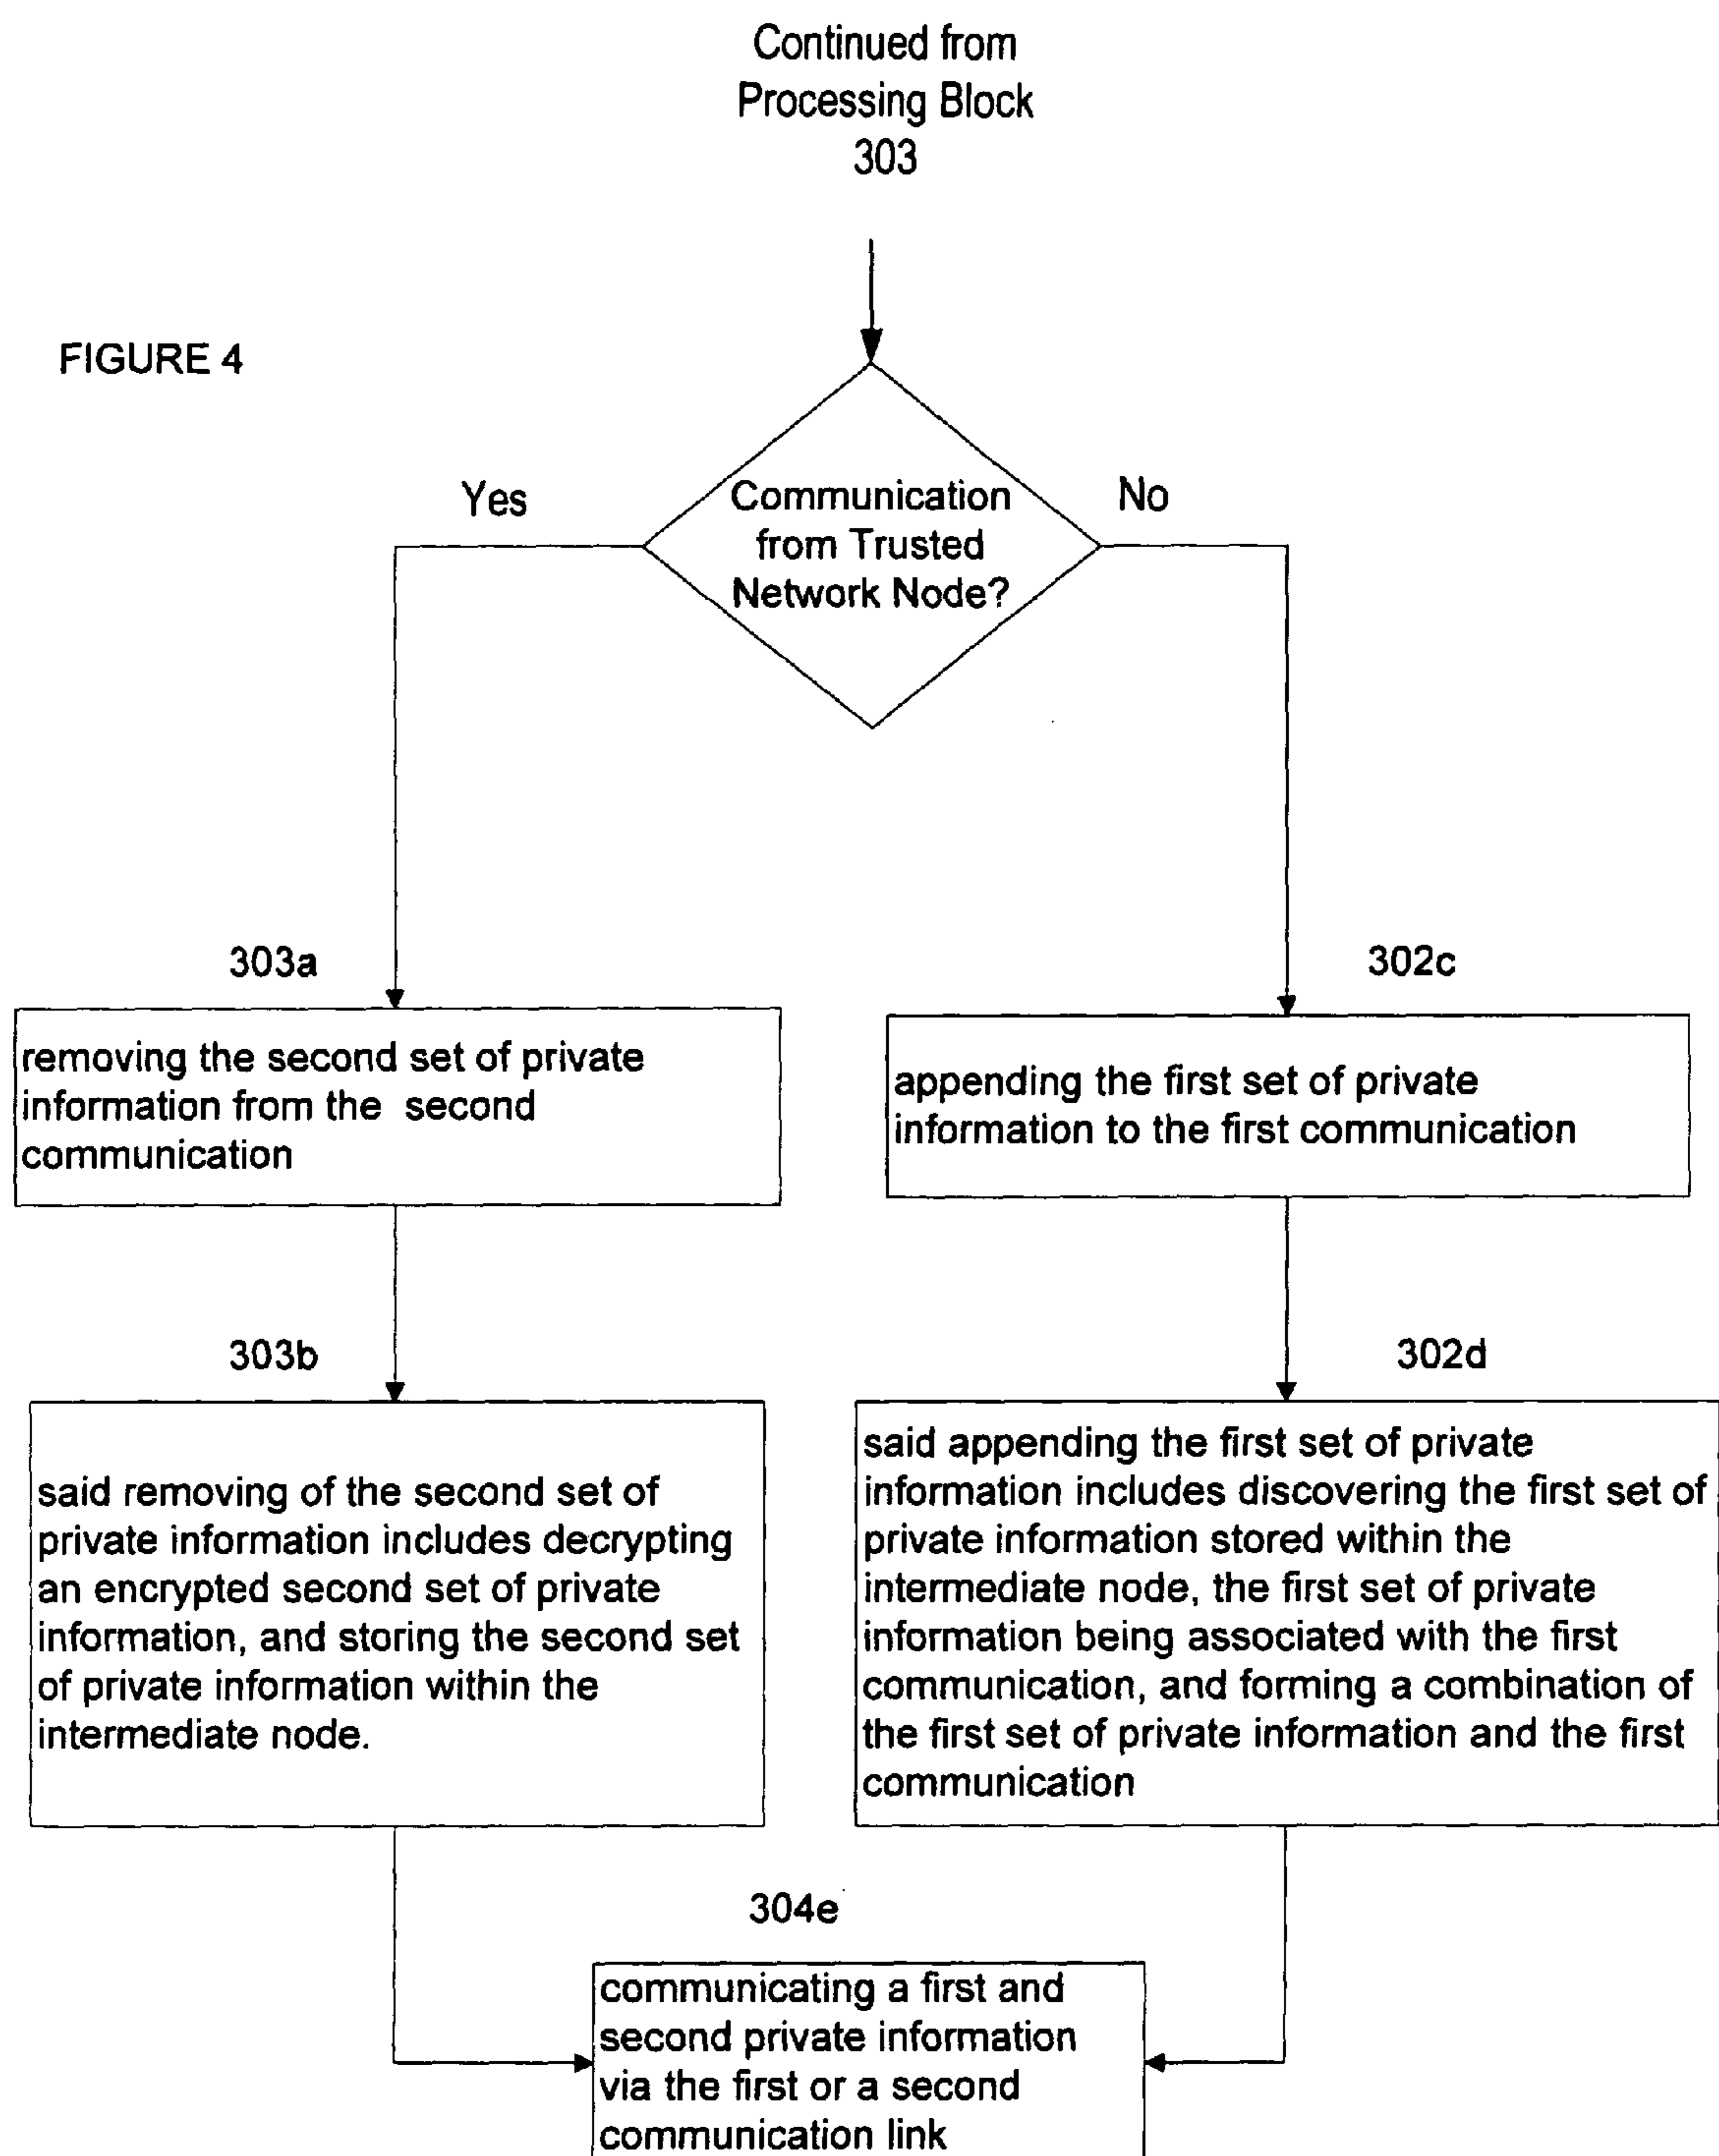 Continued from
Processing Block
303
FIGURE 4
Yes
Communication
from Trusted
Network Node?
No
303a
removing the second set of private
information from the second
communication
302c
appending the first set of private
information to the first communication
303b
said removing of the second set of
private information includes decrypting
an encrypted second set of private
information, and storing the second set
of private information within the
intermediate node.
302d
said appending the first set of private
information includes discovering the first set of
private information stored within the
intermediate node, the first set of private
information being associated with the first
communication, and forming a combination of
the first set of private information and the first
communication
304e
communicating a first and
second private information
via the first or a second
communication link